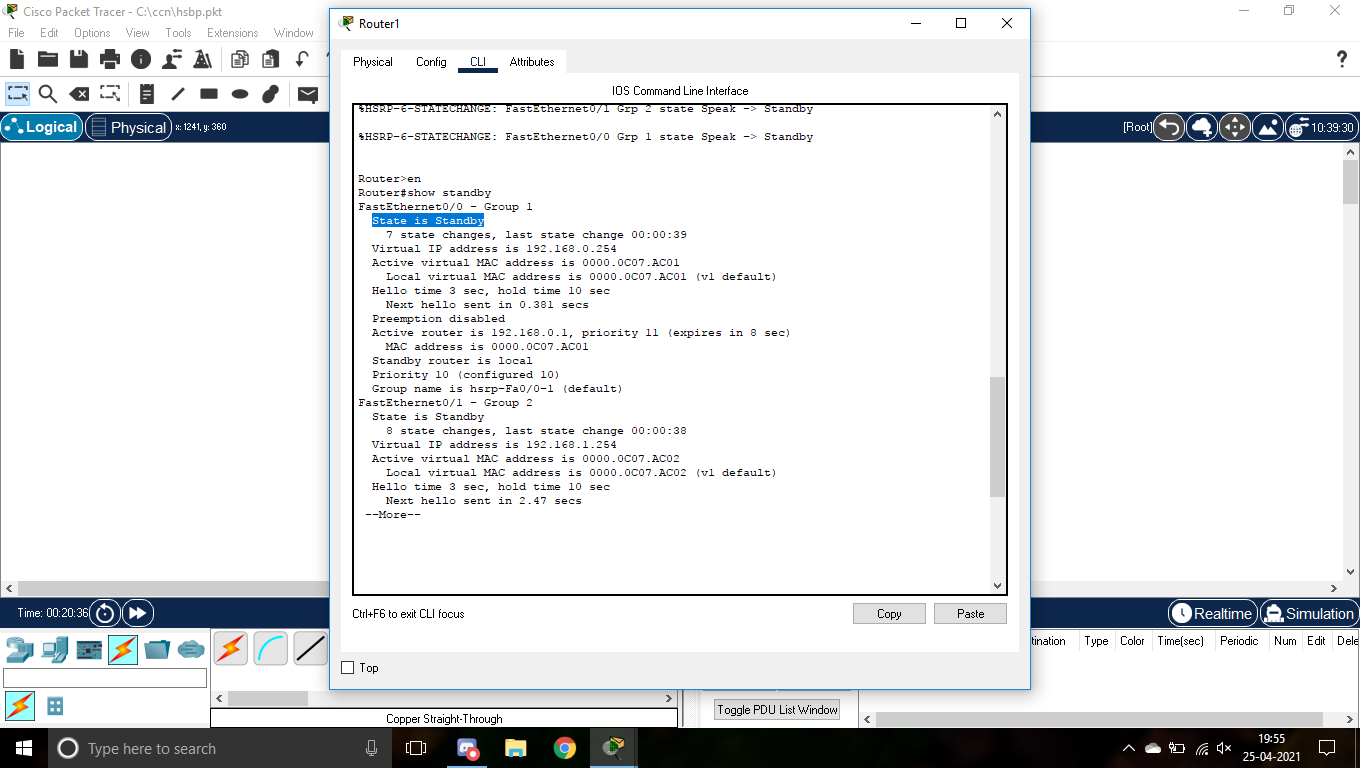 Cisco Packet Tracer - C:\ccn\hsbp.pkt
File Edit Options View Tools Extensions Window
Logical
Physical
x: 1241, y: 360
Router1
Physical Config CLI Attributes
IOS Command Line Interface
%HSRP-6-STATECHANGE: FastEthernet0/1 Grp 2 state Speak -> Standby
%HSRP-6-STATECHANGE: FastEthernet0/0 Grp 1 state Speak -> Standby
Router>en
Router#show standby
FastEthernet0/0 - Group 1
State is Standby
7 state changes, last state change 00:00:39
Virtual IP address is 192.168.0.254
Active virtual MAC address is 0000.0C07.AC01
Local virtual MAC address is 0000.0C07.AC01 (v1 default)
Hello time 3 sec, hold time 10 sec
Next hello sent in 0.381 secs
Preemption disabled
Active router is 192.168.0.1, priority 11 (expires in 8 sec)
MAC address is 0000.0C07.AC01
Standby router is local
Priority 10 (configured 10)
Group name is hsrp-Fa0/0-1 (default)
FastEthernet0/1 - Group 2
State is Standby
8 state changes, last state change 00:00:38
Virtual IP address is 192.168.1.254
Active virtual MAC address is 0000.0C07.AC02
Local virtual MAC address is 0000.0C07.AC02 (v1 default)
Hello time 3 sec, hold time 10 sec
Next hello sent in 2.47 secs
--More--
Ctrl+F6 to exit CLI focus
Copy
Paste
Top
[Root]
10:39:30
Time: 00:20:36
Realtime
Simulation
Type Color Time(sec) Periodic Num Edit
Copper Straight-Through
Toggle PDU List Window
Type here to search
19:55
25-04-2021